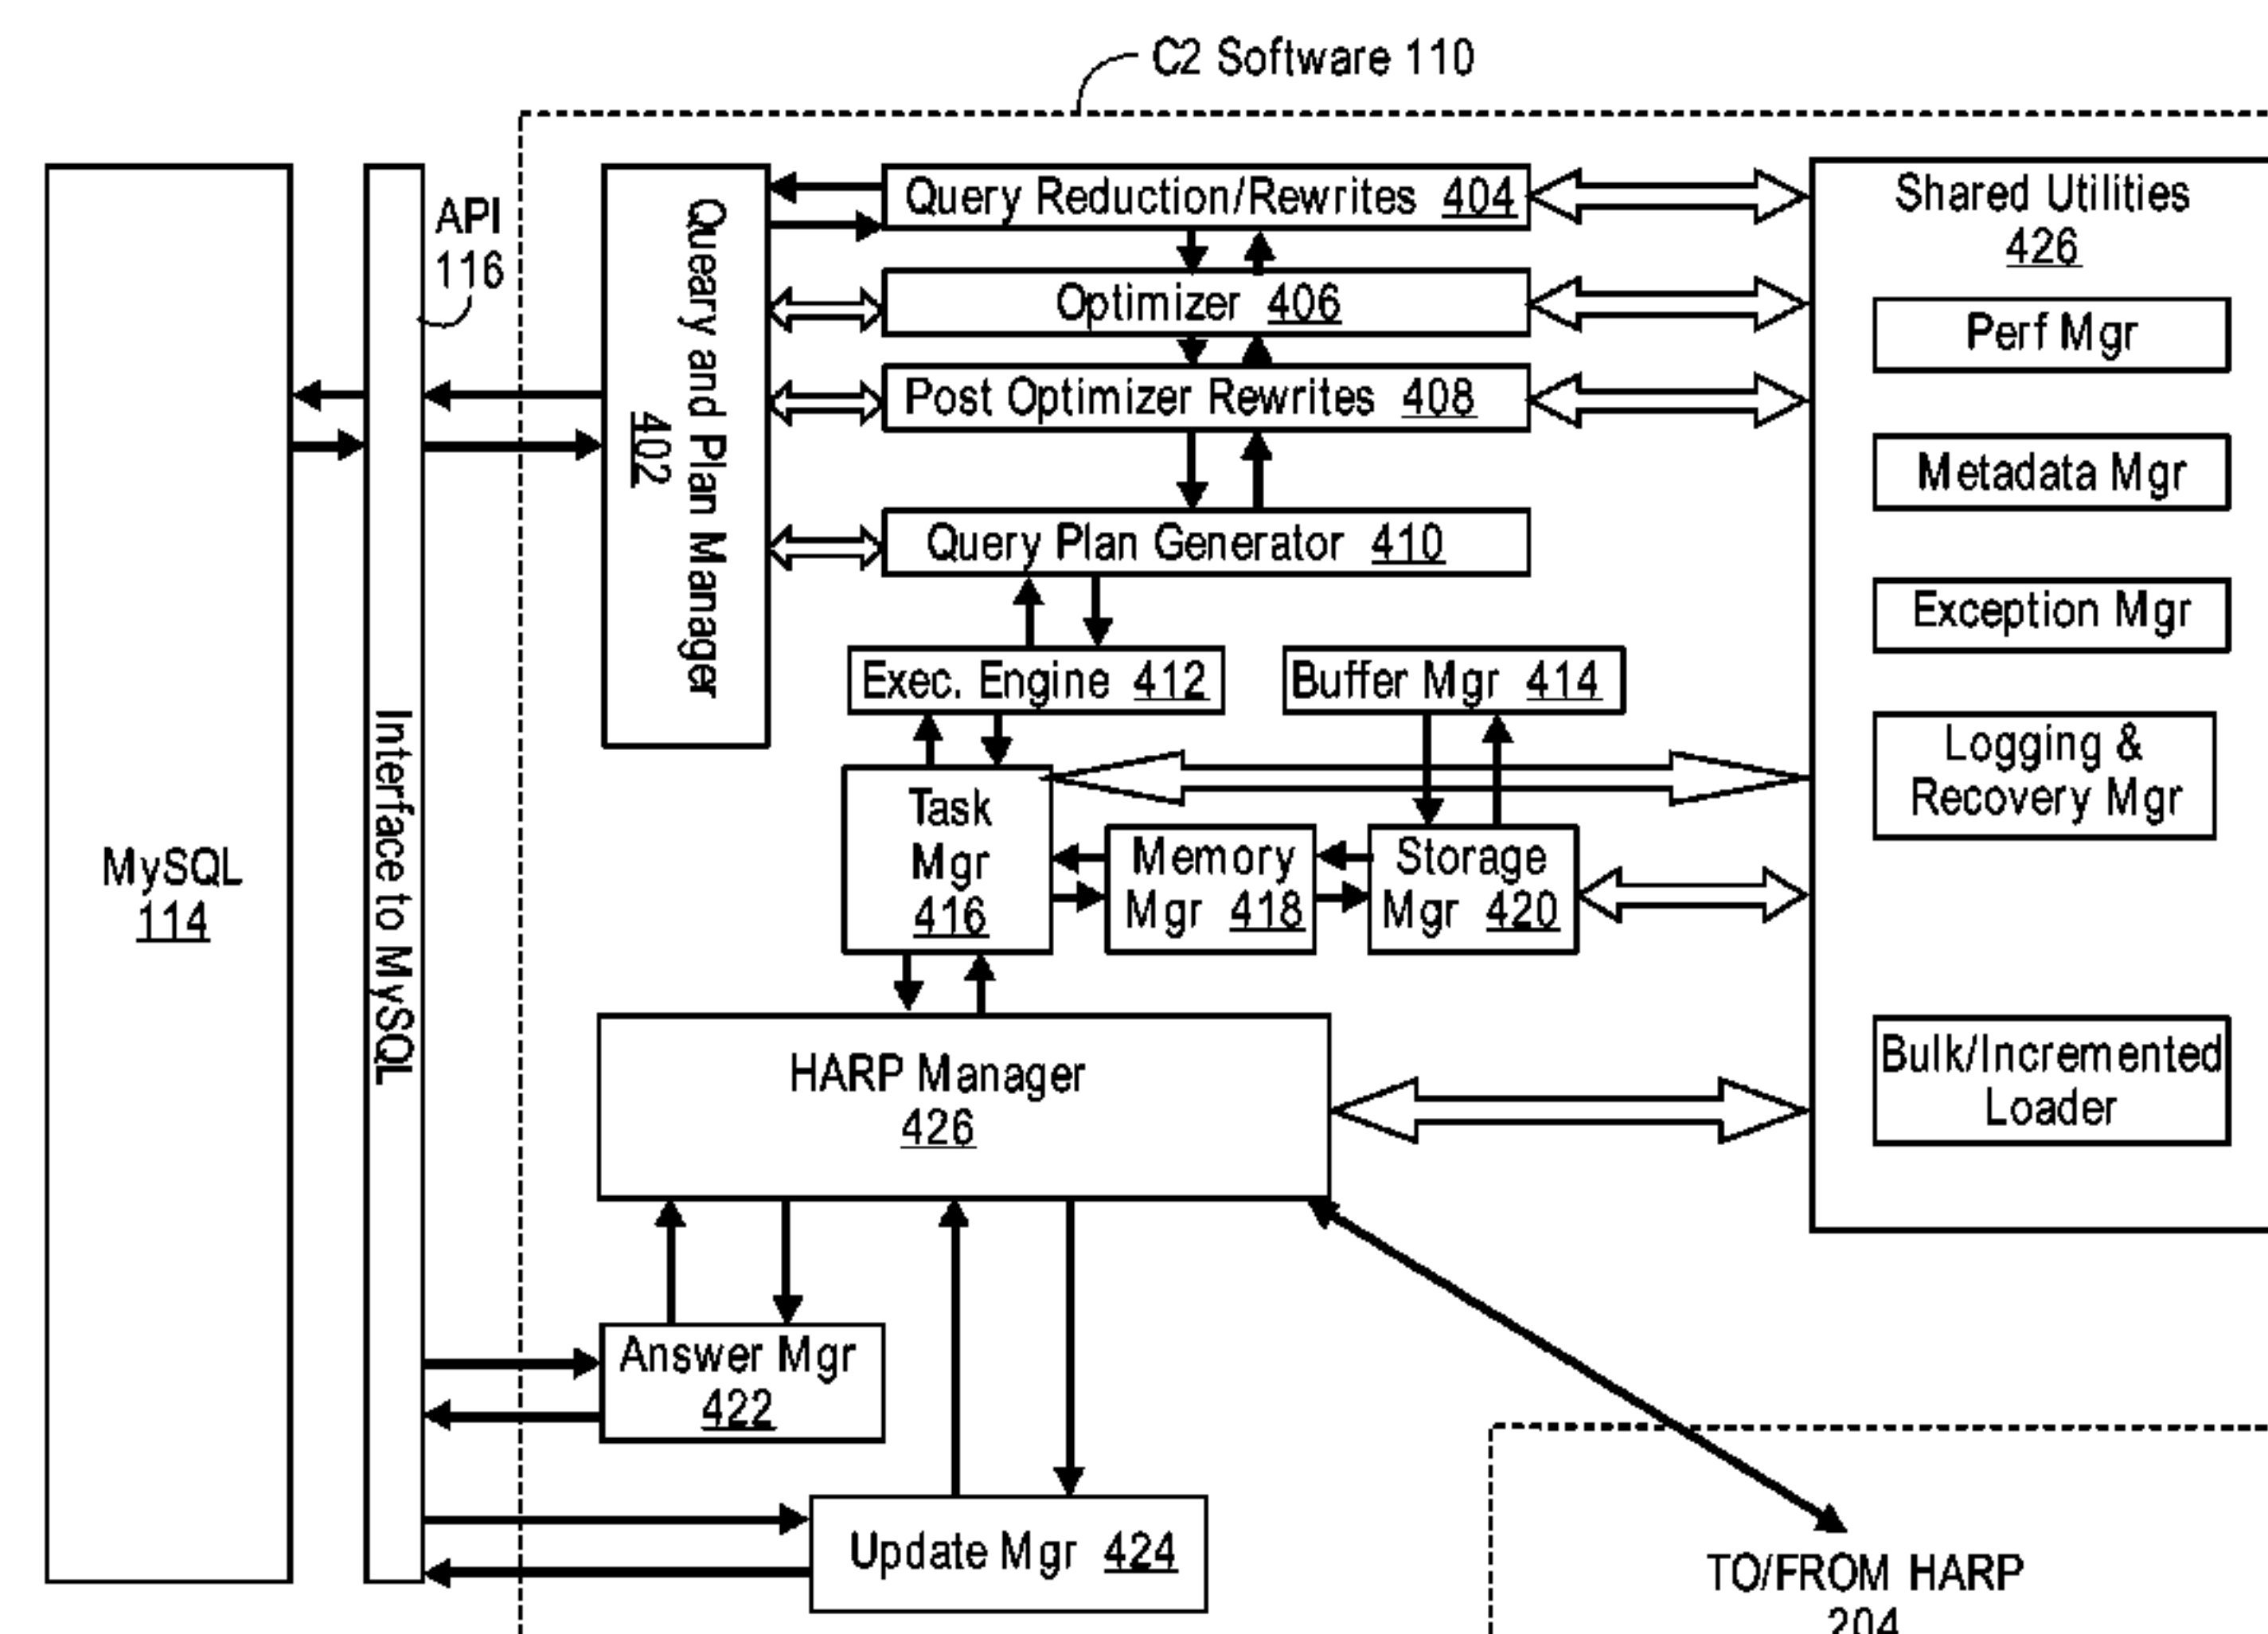 C2 Software 110
MySQL
114
API
116
Interface to MySQL
Queary and Plan Manager
402
Query Reduction/Rewrites 404
Optimizer 406
Post Optimizer Rewrites 408
Query Plan Generator 410
Exec. Engine 412
Buffer Mgr 414
Task
Mgr
416
Memory
Mgr 418
Storage
Mgr 420
HARP Manager
426
Answer Mgr
422
Update Mgr 424
Shared Utilities
426
Perf Mgr
Metadata Mgr
Exception Mgr
Logging &
Recovery Mgr
Bulk/Incremented
Loader
TO/FROM HARP
204